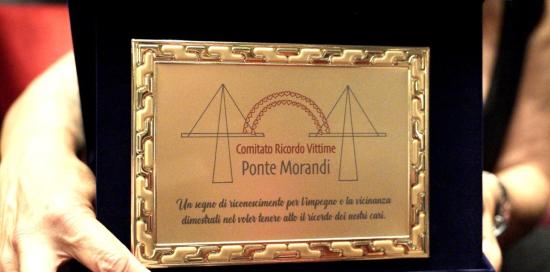 Comitato Ricordo Vittime
Ponte Morandi
Un segno di riconoscimento per l'impegno e la vicinanza
dimostrati nel voler tenere alto il ricordo dei nostri cari.